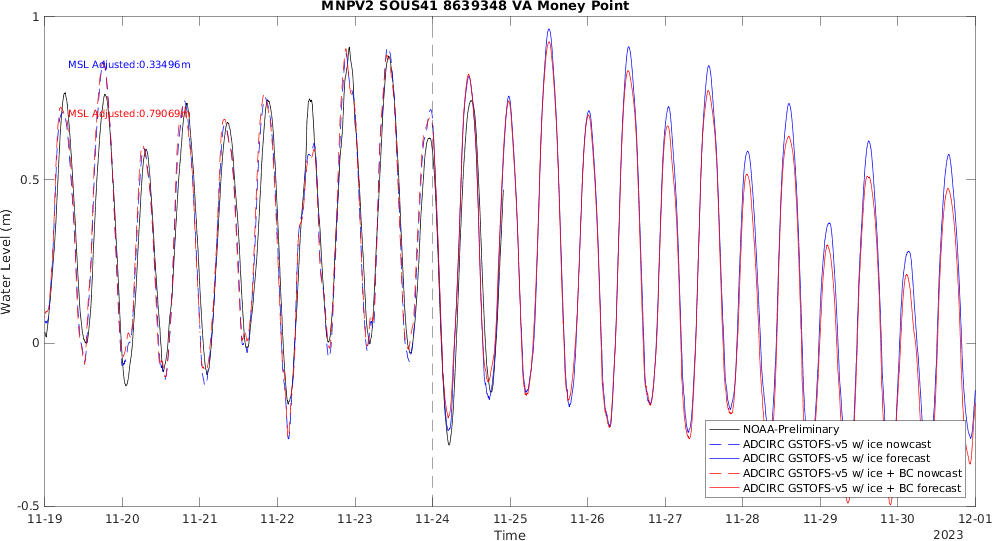 MNPV2 SOUS41 8639348 VA Money Point
MSL Adjusted:0.33496m
MSL Adjusted:0.79069m
Water Level (m)
1
0.5
0
-0.5
NOAA-Preliminary
ADCIRC GSTOFS-v5 w/ ice nowcast
ADCIRC GSTOFS-v5 w/ ice forecast
ADCIRC GSTOFS-v5 w/ ice + BC nowcast
ADCIRC GSTOFS-v5 w/ ice + BC forecast
11-19 11-20 11-21 11-22 11-23 11-24 11-25 11-26 11-27 11-28 11-29 11-30 12-01
Time
2023